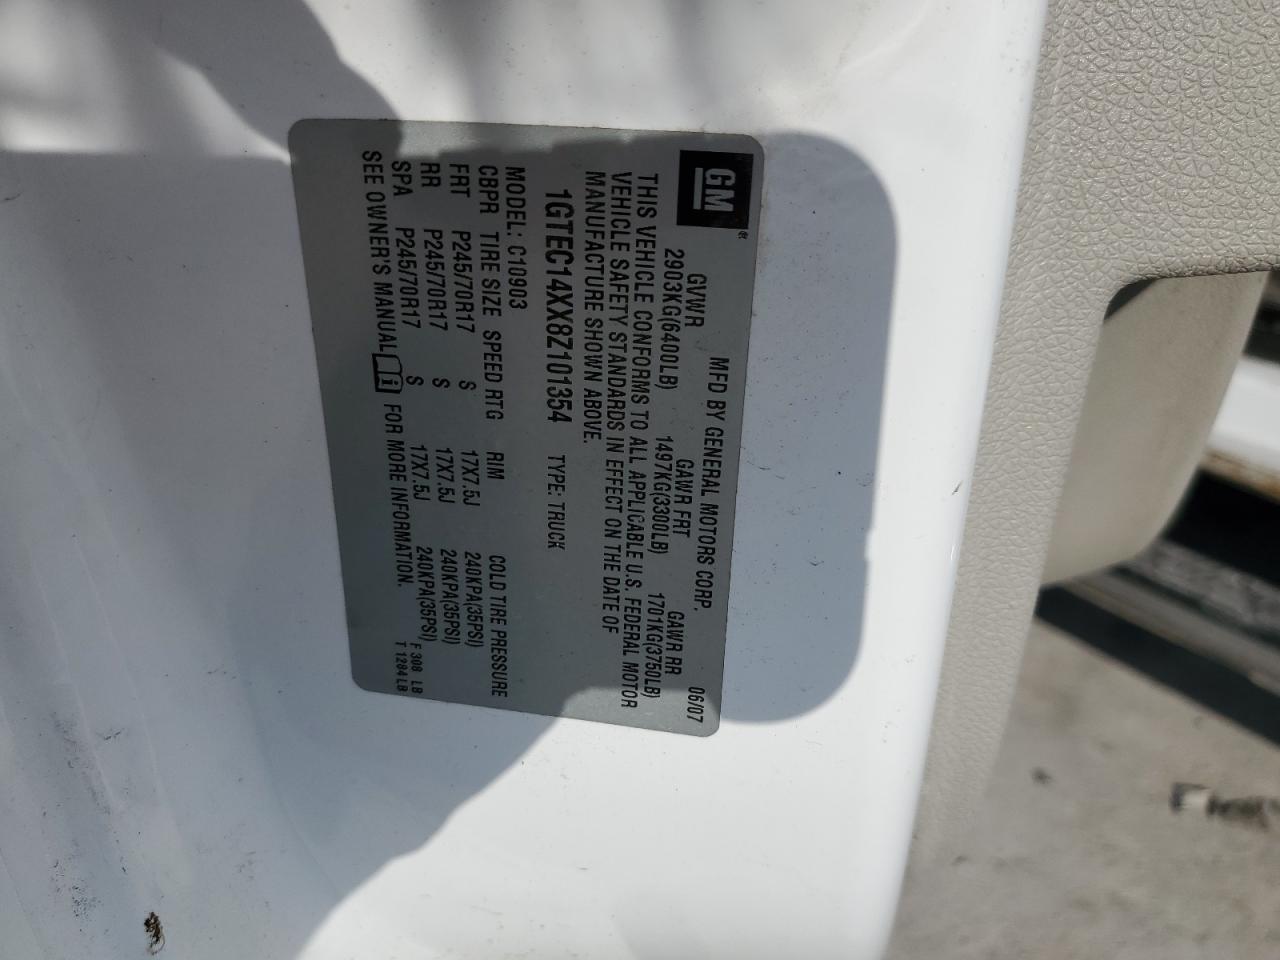 GM
MFD BY GENERAL MOTORS CORP. 06/07
GVWR GAWR FRT GAWR RR
2903KG(6400LB) 1497KG(3300LB) 1701KG(3750LB)
THIS VEHICLE CONFORMS TO ALL APPLICABLE U.S. FEDERAL MOTOR
VEHICLE SAFETY STANDARDS IN EFFECT ON THE DATE OF
MANUFACTURE SHOWN ABOVE.
1GTEC14XX8Z101354 TYPE: TRUCK
MODEL: C10903
CBPR TIRE SIZE SPEED RTG RIM COLD TIRE PRESSURE
FRT P245/70R17 S 17X7.5J 240KPA(35PSI)
RR P245/70R17 S 17X7.5J 240KPA(35PSI)
SPA P245/70R17 S 17X7.5J 240KPA(35PSI) F 308 LB
SEE OWNER'S MANUAL FOR MORE INFORMATION. T 1284 LB